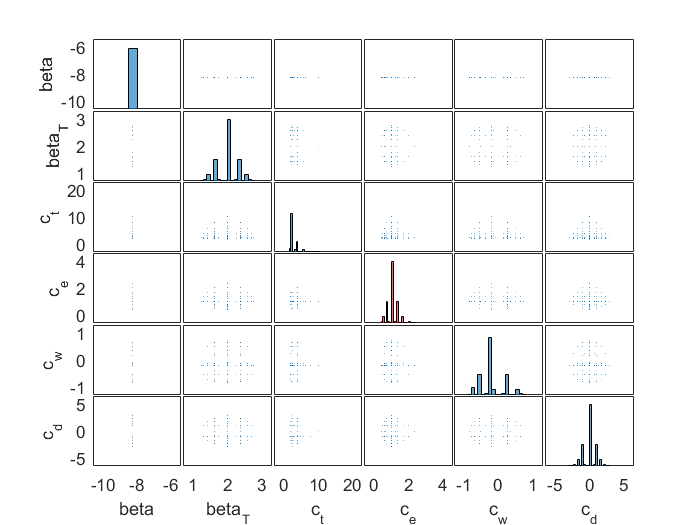 beta
-6
-8
-10
beta_T
3
2
1
c_t
20
10
0
c_e
4
2
0
c_w
1
0
-1
c_d
5
0
-5
-10 -8 -6 1 2 3 0 10 20 0 2 4 -1 0 1 -5 0 5
beta beta_T c_t c_e c_w c_d